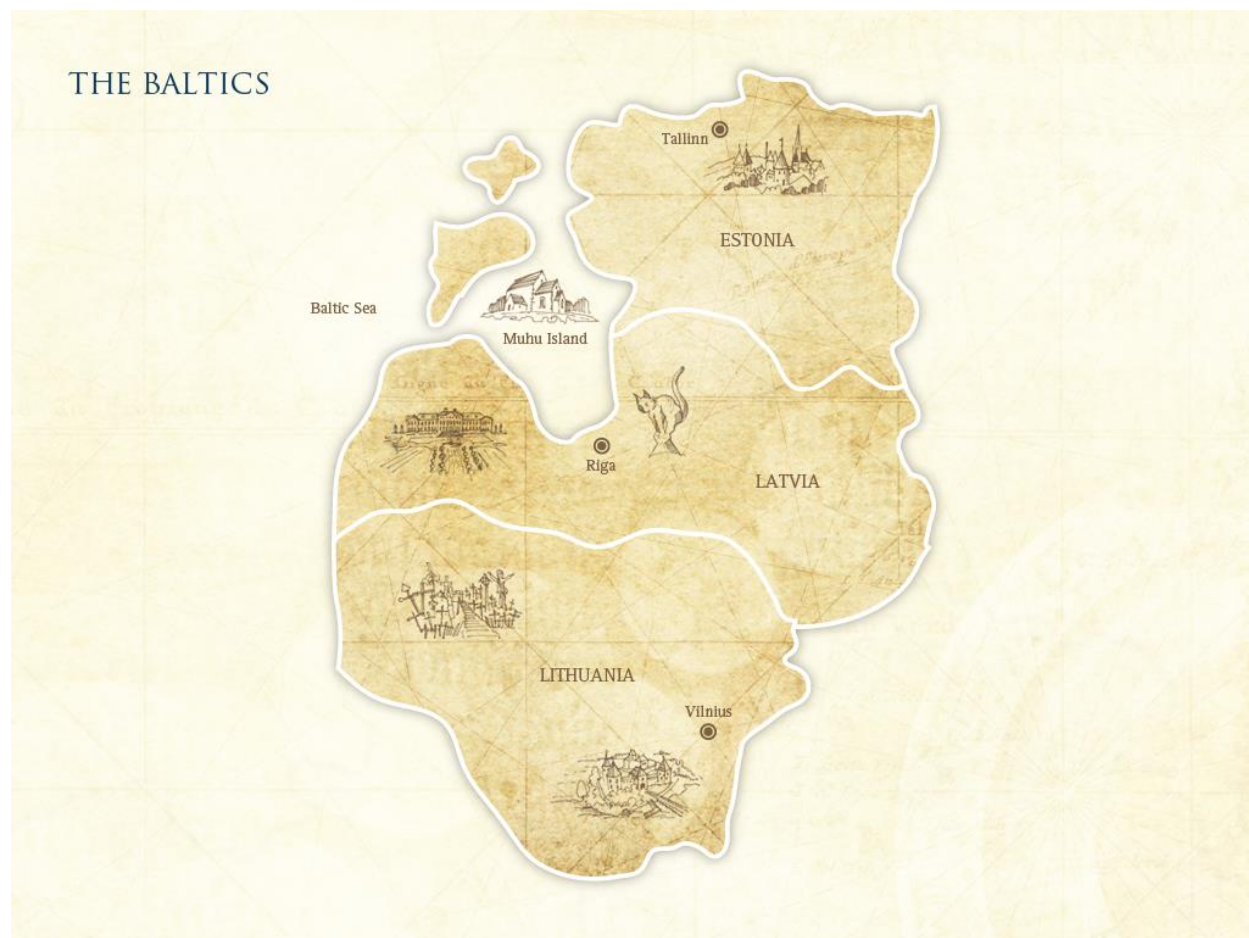 THE BALTICS
Tallinn
ESTONIA
Baltic Sea
Muhu Island
Riga
LATVIA
LITHUANIA
Vilnius